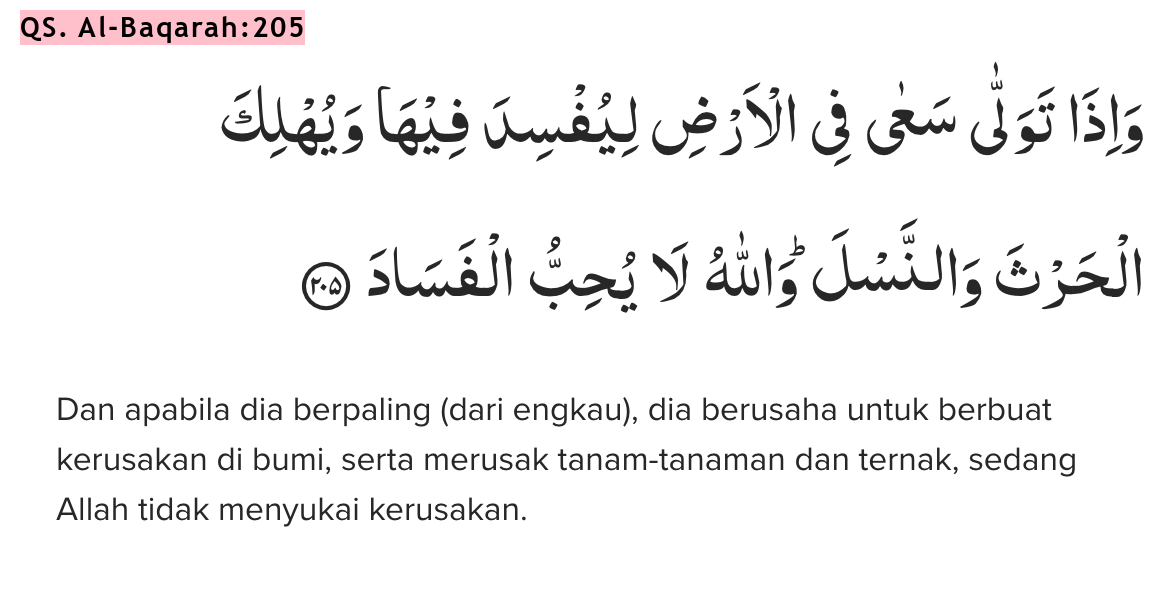 QS. Al-Baqarah:205
وَاِذَا تَوَلّٰى سَعٰى فِى الْاَرْضِ لِيُفْسِدَ فِيْهَا وَيُهْلِكَ
الْحَرْثَ وَالنَّسْلَ ۗ وَاللّٰهُ لَا يُحِبُّ الْفَسَادَ ۝٢٠٥
Dan apabila dia berpaling (dari engkau), dia berusaha untuk berbuat
kerusakan di bumi, serta merusak tanam-tanaman dan ternak, sedang
Allah tidak menyukai kerusakan.